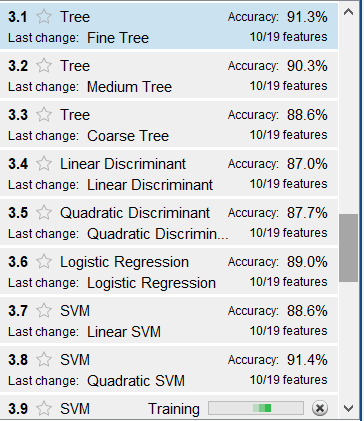 3.1 Tree Accuracy: 91.3%
Last change: Fine Tree 10/19 features
3.2 Tree Accuracy: 90.3%
Last change: Medium Tree 10/19 features
3.3 Tree Accuracy: 88.6%
Last change: Coarse Tree 10/19 features
3.4 Linear Discriminant Accuracy: 87.0%
Last change: Linear Discriminant 10/19 features
3.5 Quadratic Discriminant Accuracy: 87.7%
Last change: Quadratic Discrimin... 10/19 features
3.6 Logistic Regression Accuracy: 89.0%
Last change: Logistic Regression 10/19 features
3.7 SVM Accuracy: 88.6%
Last change: Linear SVM 10/19 features
3.8 SVM Accuracy: 91.4%
Last change: Quadratic SVM 10/19 features
3.9 SVM Training